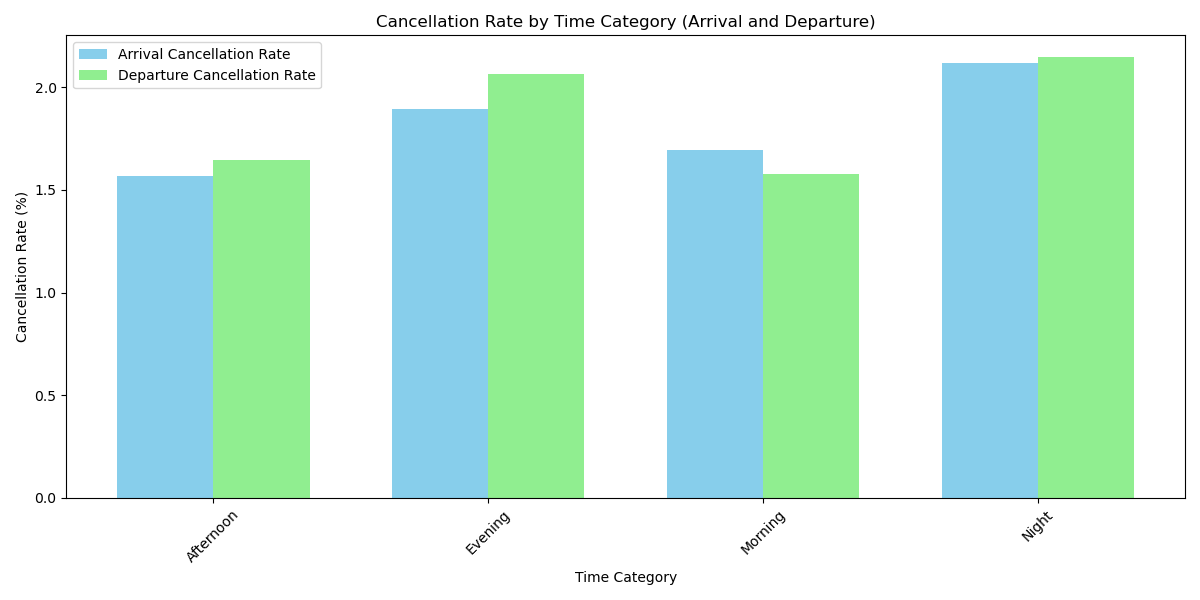 Cancellation Rate by Time Category (Arrival and Departure)
Arrival Cancellation Rate
Departure Cancellation Rate
Cancellation Rate (%)
2.0
1.5
1.0
0.5
0.0
Afternoon
Evening
Morning
Night
Time Category